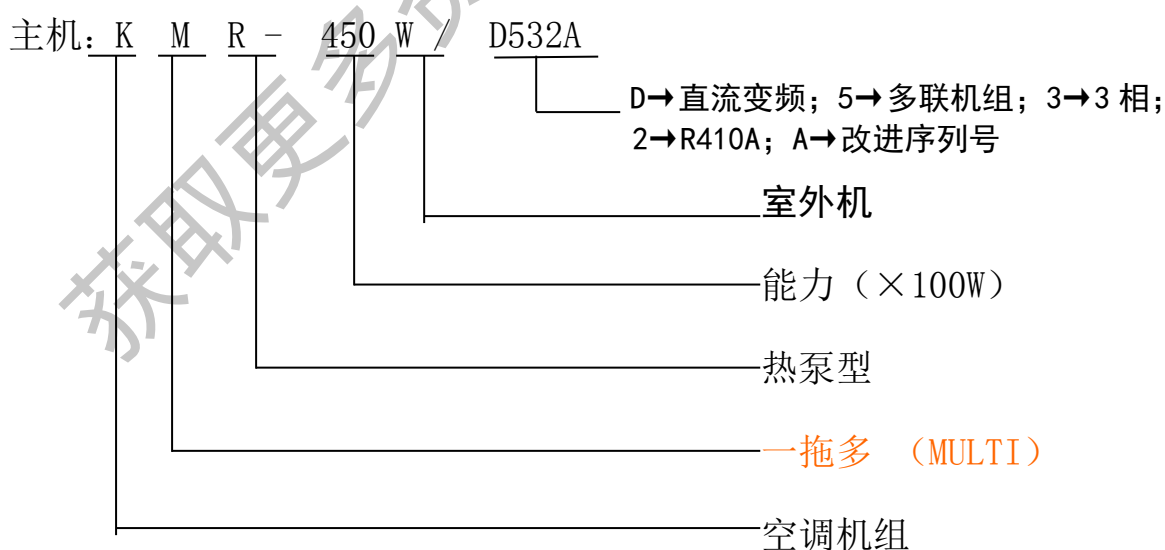 主机: K M R - 450 W / D532A
D→直流变频；5→多联机组；3→3相；
2→R410A；A→改进序列号
室外机
能力（×100W）
热泵型
一拖多 （MULTI）
空调机组
获取更多